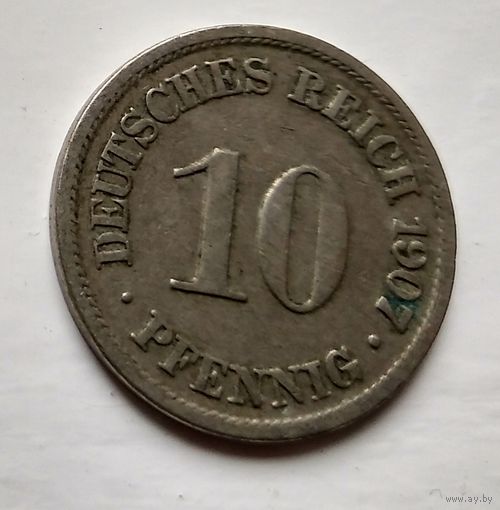 DEUTSCHES REICH 1907
10
• PFENNIG •
www.ay.by